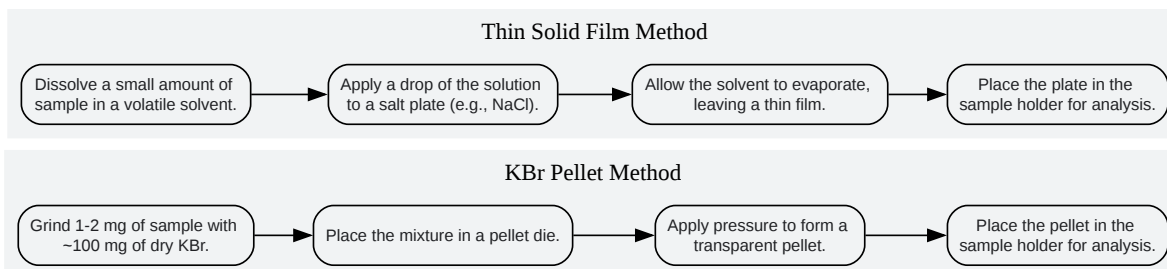 Thin Solid Film Method
Dissolve a small amount of
sample in a volatile solvent.
Apply a drop of the solution
to a salt plate (e.g., NaCl).
Allow the solvent to evaporate,
leaving a thin film.
Place the plate in the
sample holder for analysis.
KBr Pellet Method
Grind 1-2 mg of sample with
~100 mg of dry KBr.
Place the mixture in a pellet die.
Apply pressure to form a
transparent pellet.
Place the pellet in the
sample holder for analysis.